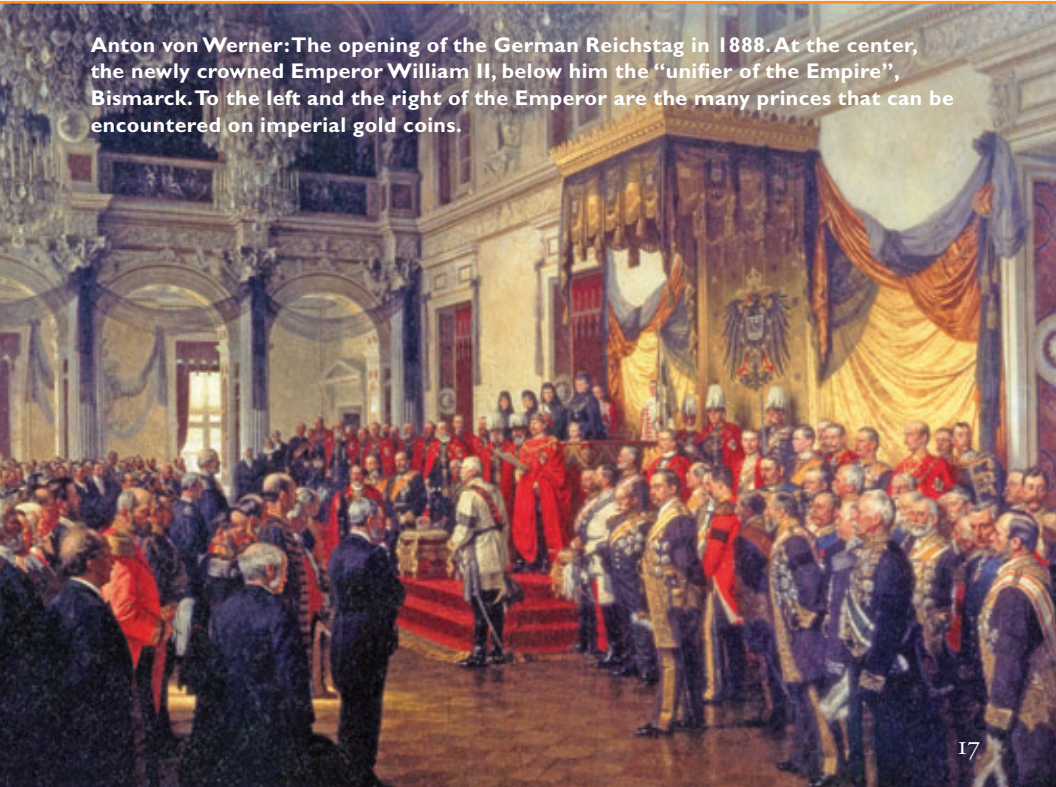 Anton von Werner: The opening of the German Reichstag in 1888. At the center,
the newly crowned Emperor William II, below him the “unifier of the Empire”,
Bismarck. To the left and the right of the Emperor are the many princes that can be
encountered on imperial gold coins.
17